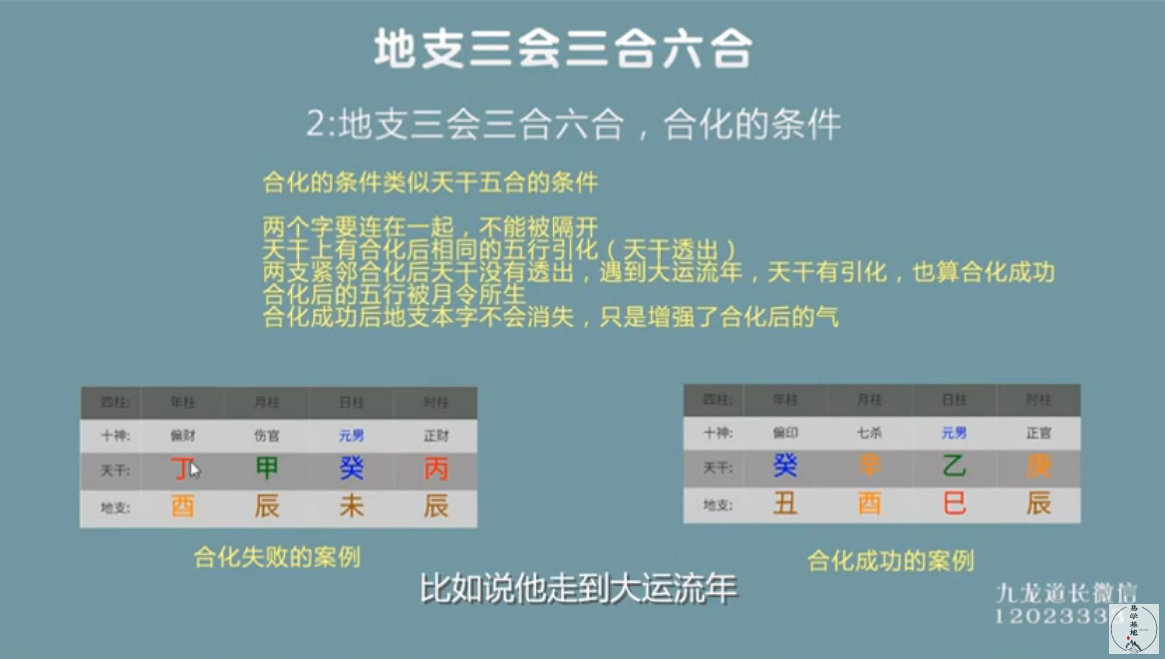 地支三会三合六合
2:地支三会三合六合，合化的条件
合化的条件类似天干五合的条件
两个字要连在一起，不能被隔开
天干上有合化后相同的五行引化（天干透出）
两支紧邻合化后天干没有透出，遇到大运流年，天干有引化，也算合化成功
合化后的五行被月令所生
合化成功后地支本字不会消失，只是增强了合化后的气
四柱: 年柱 月柱 日柱 时柱
十神: 偏财 伤官 元男 正财
天干: 丁 甲 癸 丙
地支: 酉 辰 未 辰
合化失败的案例
四柱: 年柱 月柱 日柱 时柱
十神: 偏印 七杀 元男 正官
天干: 癸 辛 乙 庚
地支: 丑 酉 巳 辰
合化成功的案例
比如说他走到大运流年
九龙道长微信
1202333
易学基地